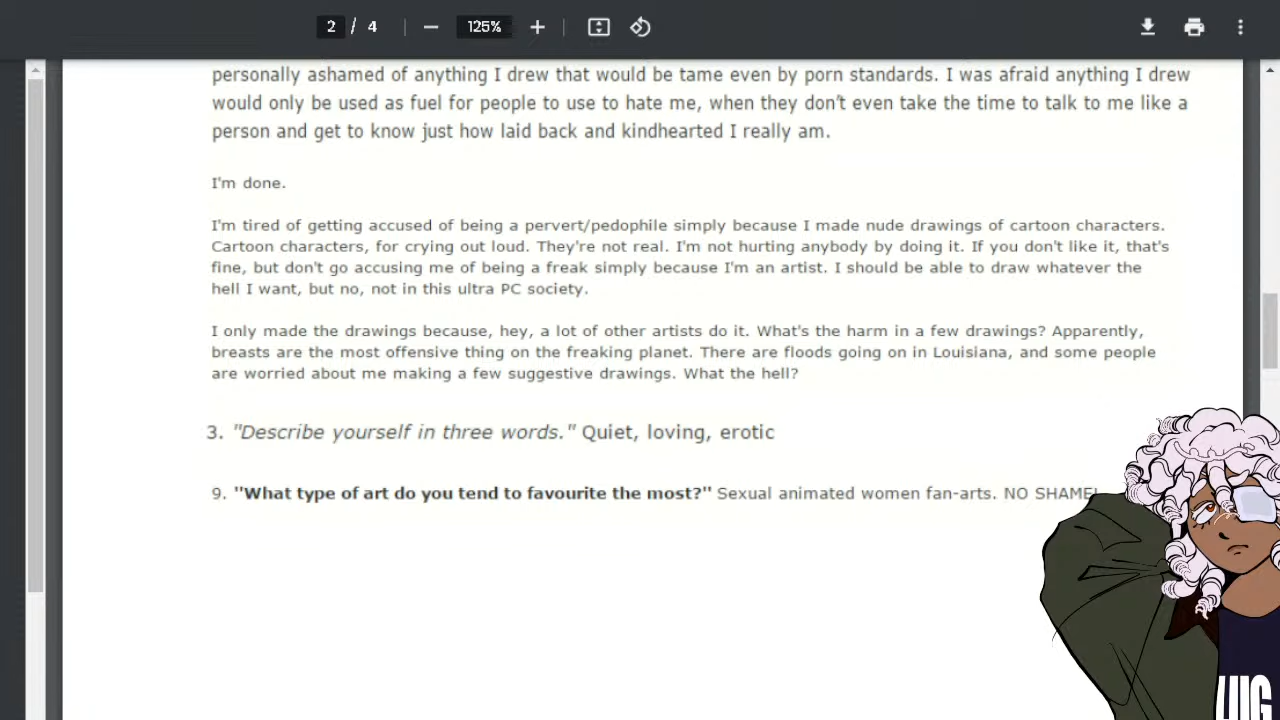 2 / 4 125%
personally ashamed of anything I drew that would be tame even by porn standards. I was afraid anything I drew
would only be used as fuel for people to use to hate me, when they don't even take the time to talk to me like a
person and get to know just how laid back and kindhearted I really am.
I'm done.
I'm tired of getting accused of being a pervert/pedophile simply because I made nude drawings of cartoon characters.
Cartoon characters, for crying out loud. They're not real. I'm not hurting anybody by doing it. If you don't like it, that's
fine, but don't go accusing me of being a freak simply because I'm an artist. I should be able to draw whatever the
hell I want, but no, not in this ultra PC society.
I only made the drawings because, hey, a lot of other artists do it. What's the harm in a few drawings? Apparently,
breasts are the most offensive thing on the freaking planet. There are floods going on in Louisiana, and some people
are worried about me making a few suggestive drawings. What the hell?
3. "Describe yourself in three words." Quiet, loving, erotic
9. "What type of art do you tend to favourite the most?" Sexual animated women fan-arts. NO SHAME!